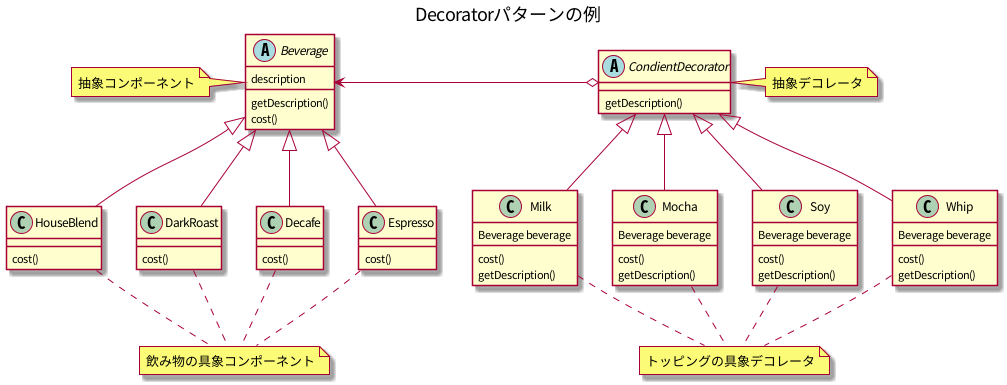 Decoratorパターンの例
A Beverage
description
getDescription()
cost()
抽象コンポーネント
A CondientDecorator
getDescription()
抽象デコレータ
C HouseBlend
cost()
C DarkRoast
cost()
C Decafe
cost()
C Espresso
cost()
C Milk
Beverage beverage
cost()
getDescription()
C Mocha
Beverage beverage
cost()
getDescription()
C Soy
Beverage beverage
cost()
getDescription()
C Whip
Beverage beverage
cost()
getDescription()
飲み物の具象コンポーネント
トッピングの具象デコレータ